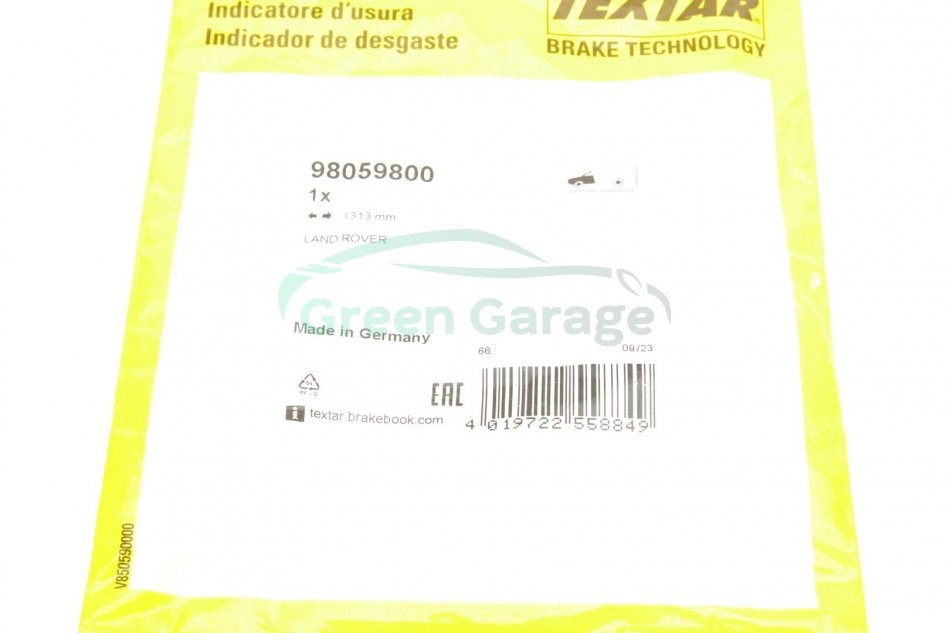 Indicatore d'usura
Indicador de desgaste
TEXTAR
BRAKE TECHNOLOGY
98059800
1x
1313 mm
LAND ROVER
Green Garage
Made in Germany
66
09/23
EAC
textar.brakebook.com
4 019722 558849
V850590000